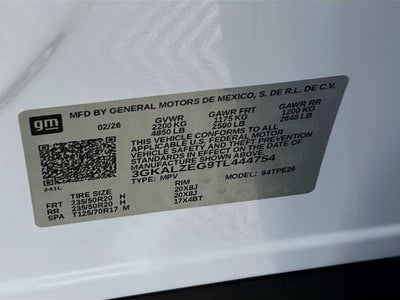 gm
MFD BY GENERAL MOTORS DE MEXICO, S. DE R.L. DE C.V.
02/26 GVWR GAWR FRT GAWR RR
2200 KG 1175 KG 1200 KG
4850 LB 2590 LB 2645 LB
THIS VEHICLE CONFORMS TO ALL
APPLICABLE U.S. FEDERAL MOTOR
VEHICLE SAFETY, BUMPER, AND THEFT
PREVENTION STANDARDS IN EFFECT ON
THE DATE OF MANUFACTURE SHOWN ABOVE.
3GKALZEG9TL444754
TYPE: MPV MODEL: 94TPE26
241L
TIRE SIZE RIM
FRT 235/50R20 H 20X8J
RR 235/50R20 H 20X8J
SPA T125/70R17 M 17X4BT